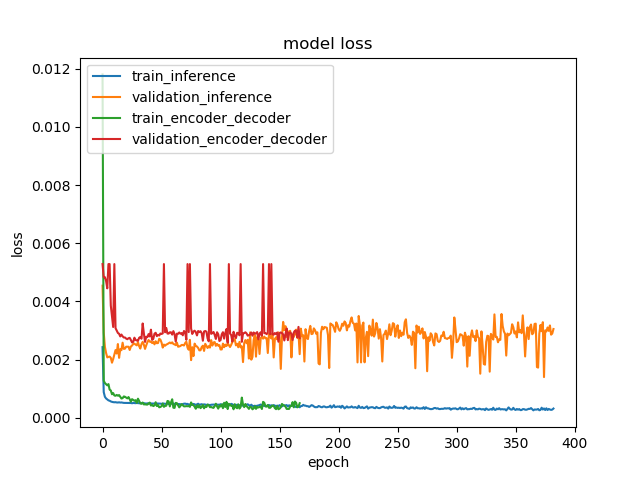 model loss
train_inference
validation_inference
train_encoder_decoder
validation_encoder_decoder
loss
0.012
0.010
0.008
0.006
0.004
0.002
0.000
0 50 100 150 200 250 300 350 400
epoch